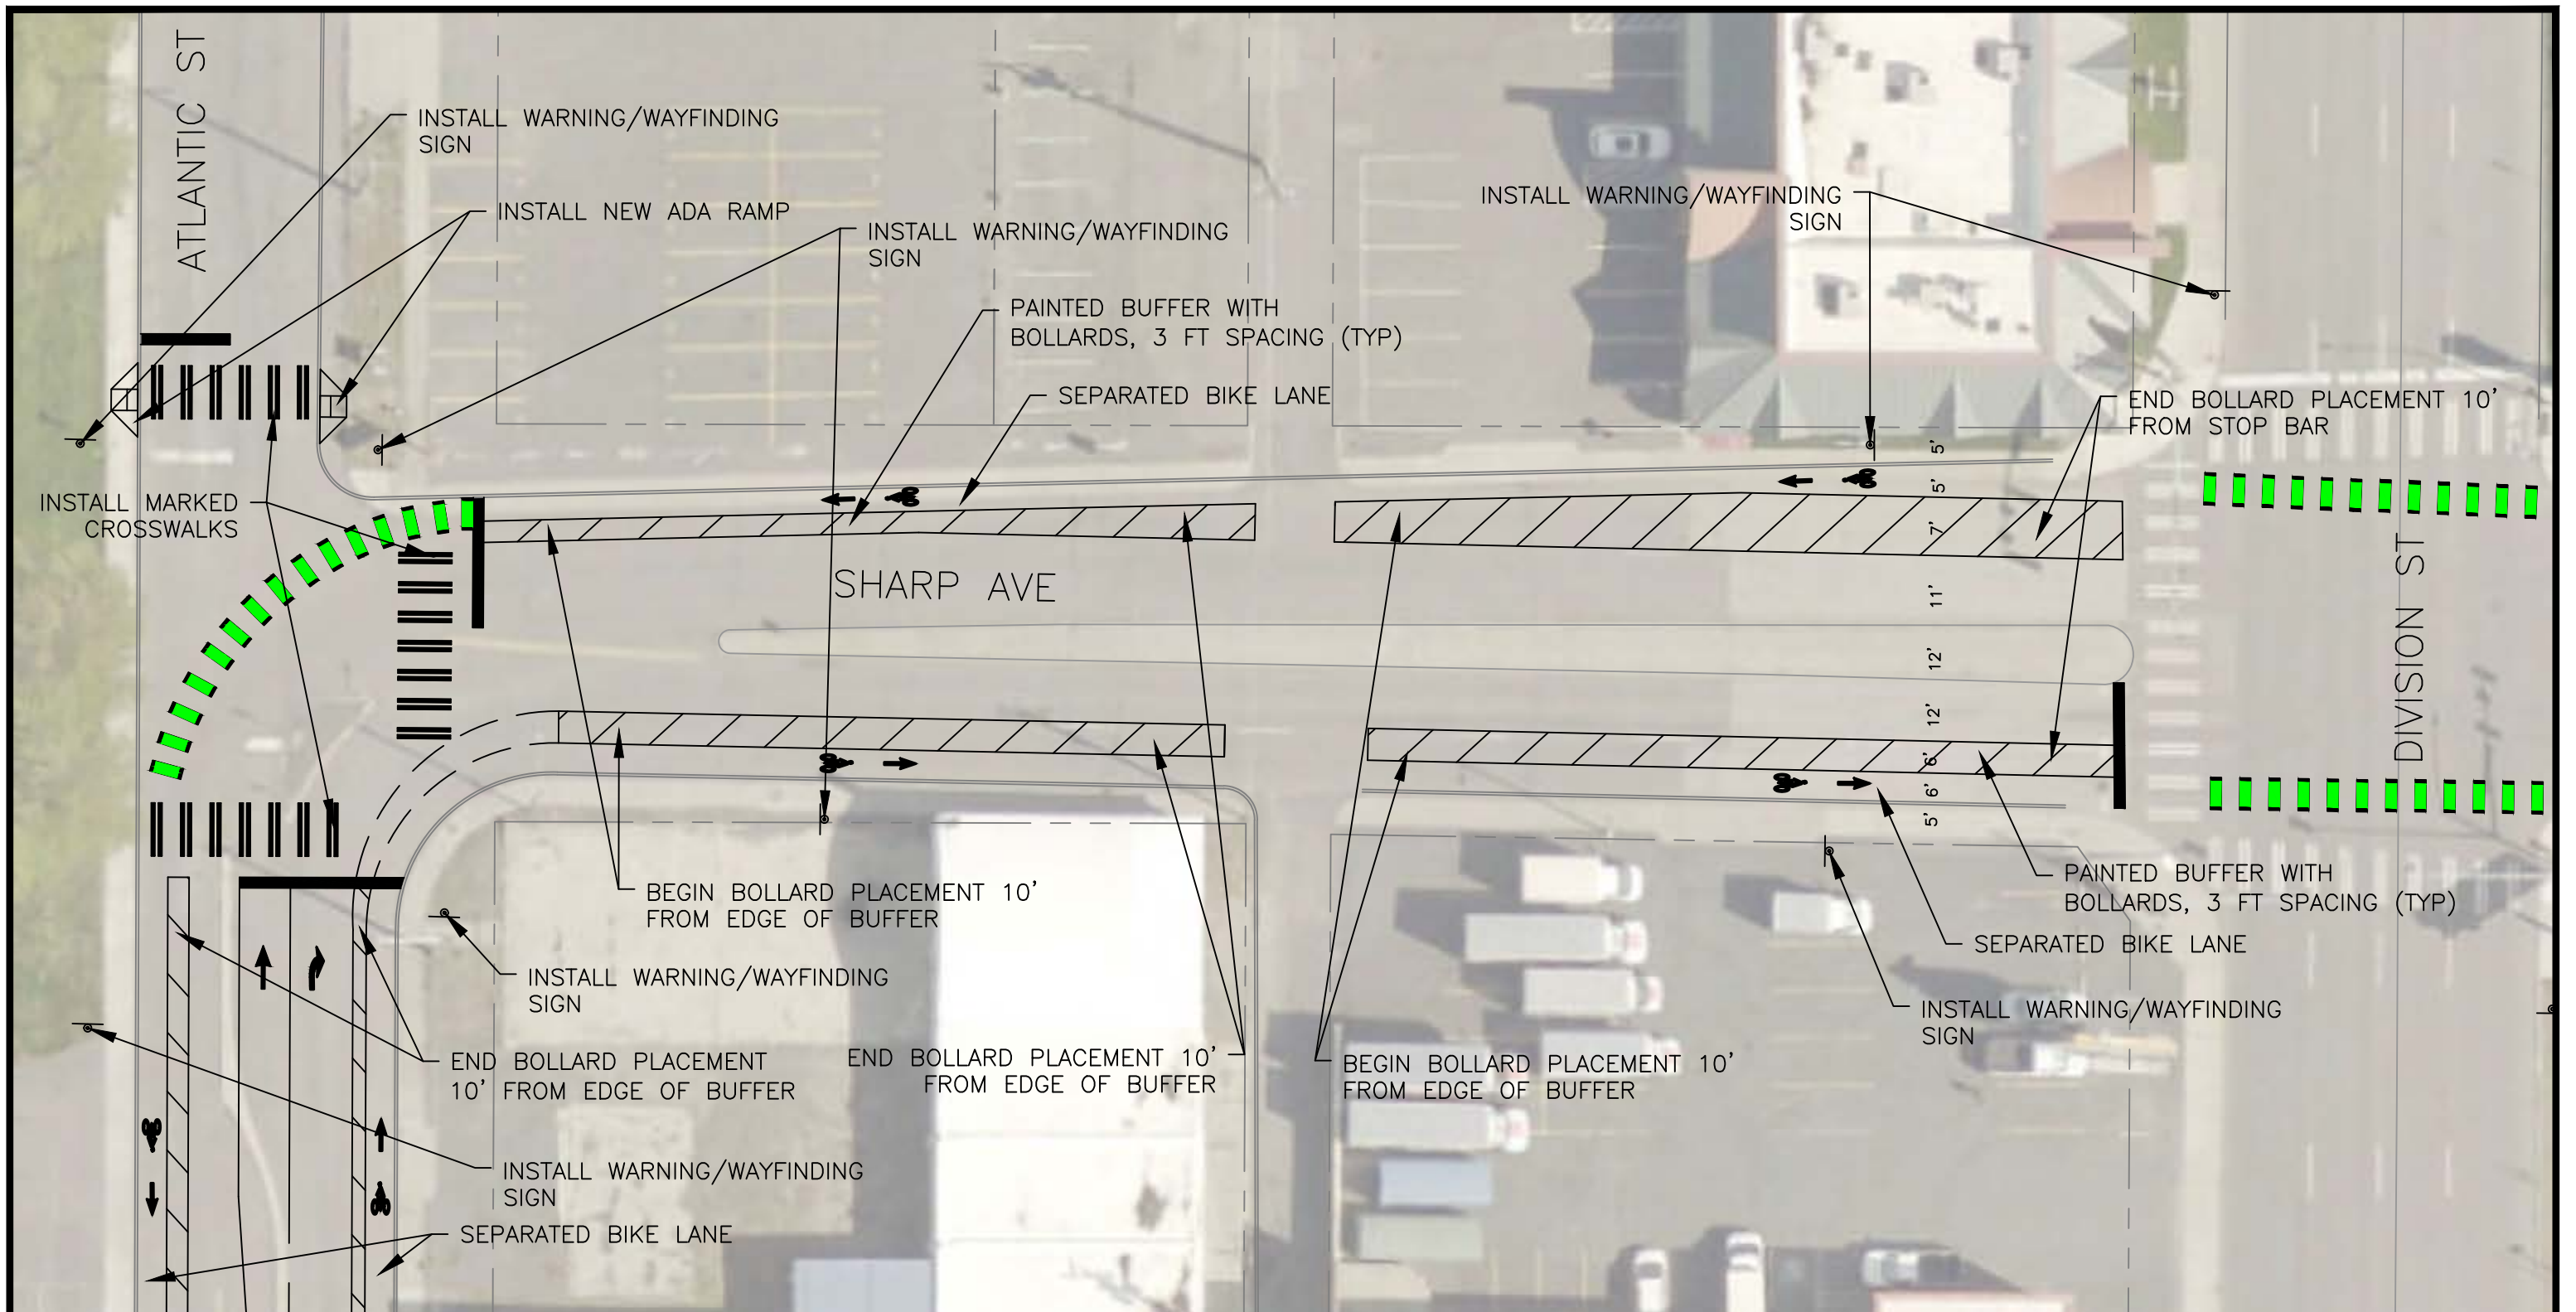 ATLANTIC ST
INSTALL WARNING/WAYFINDING
SIGN
INSTALL NEW ADA RAMP
INSTALL WARNING/WAYFINDING
SIGN
INSTALL WARNING/WAYFINDING
SIGN
PAINTED BUFFER WITH
BOLLARDS, 3 FT SPACING (TYP)
SEPARATED BIKE LANE
END BOLLARD PLACEMENT 10'
FROM STOP BAR
INSTALL MARKED
CROSSWALKS
SHARP AVE
5'
5'
7'
11'
12'
12'
6'
6'
5'
DIVISION ST
BEGIN BOLLARD PLACEMENT 10'
FROM EDGE OF BUFFER
PAINTED BUFFER WITH
BOLLARDS, 3 FT SPACING (TYP)
SEPARATED BIKE LANE
INSTALL WARNING/WAYFINDING
SIGN
INSTALL WARNING/WAYFINDING
SIGN
END BOLLARD PLACEMENT
10' FROM EDGE OF BUFFER
END BOLLARD PLACEMENT 10'
FROM EDGE OF BUFFER
BEGIN BOLLARD PLACEMENT 10'
FROM EDGE OF BUFFER
INSTALL WARNING/WAYFINDING
SIGN
SEPARATED BIKE LANE